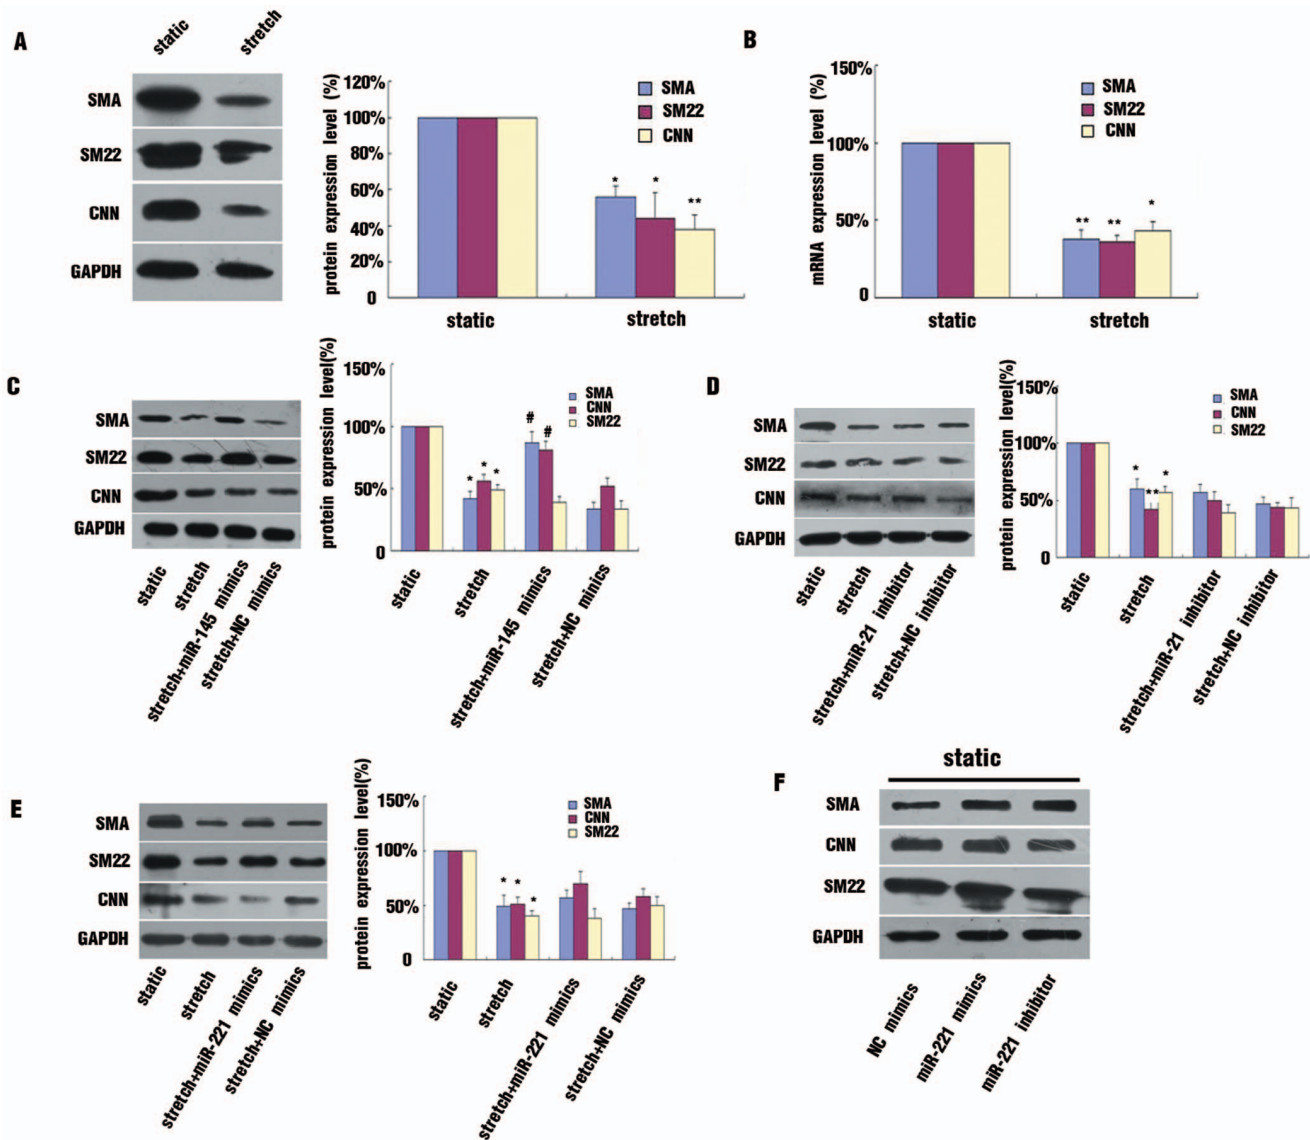 A
static
stretch
SMA
SM22
CNN
GAPDH
protein expression level (%)
120%
100%
80%
60%
40%
20%
0
SMA
SM22
CNN
* * **
static stretch
B
mRNA expression level (%)
150%
100%
50%
0
SMA
SM22
CNN
** ** *
static stretch
C
SMA
SM22
CNN
GAPDH
static
stretch
stretch+miR-145 mimics
stretch+NC mimics
protein expression level(%)
150%
100%
50%
0
SMA
CNN
SM22
* * *
# #
static
stretch
stretch+miR-145 mimics
stretch+NC minics
D
SMA
SM22
CNN
GAPDH
static
stretch
stretch+miR-21 inhibitor
stretch+NC inhibitor
protein expression level(%)
150%
100%
50%
0
SMA
CNN
SM22
* ** *
static
stretch
stretch+miR-21 inhibitor
stretch+NC inhibitor
E
SMA
SM22
CNN
GAPDH
static
stretch
stretch+miR-221 mimics
stretch+NC mimics
protein expression level(%)
150%
100%
50%
0
SMA
CNN
SM22
* * *
static
stretch
stretch+miR-221 mimics
stretch+NC mimics
F
static
SMA
CNN
SM22
GAPDH
NC mimics
miR-221 mimics
miR-221 inhibitor